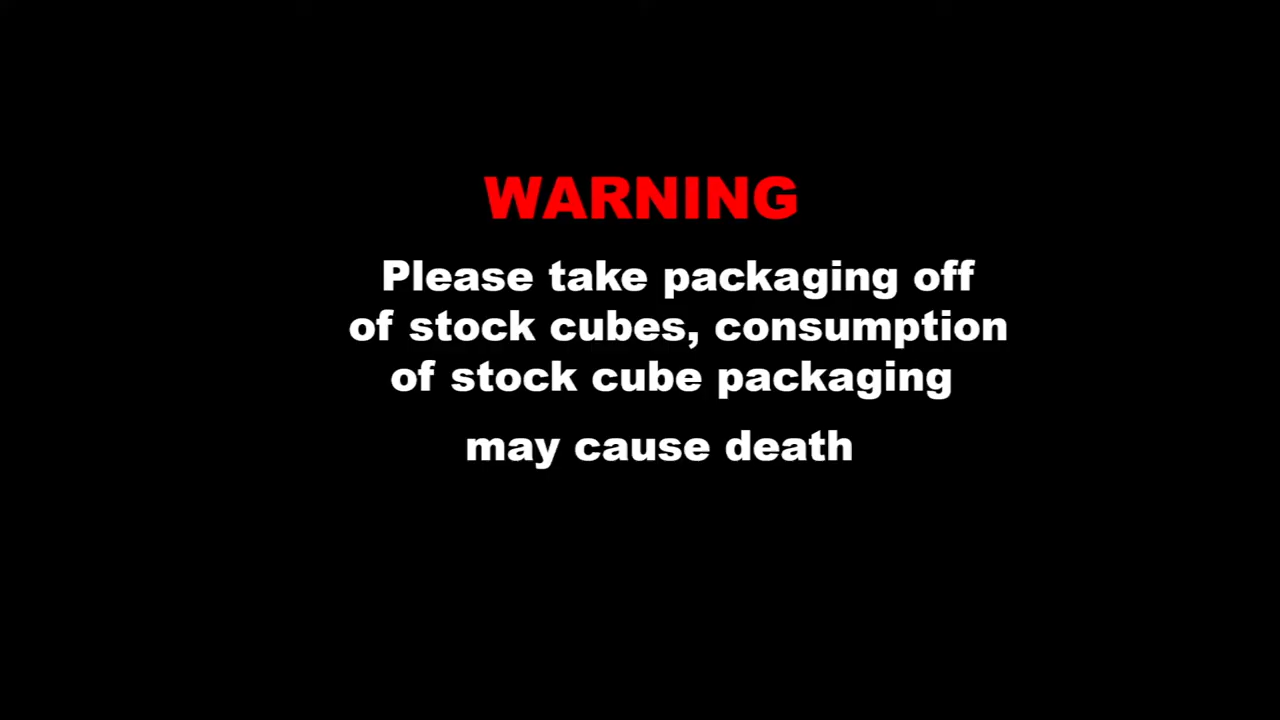 WARNING
Please take packaging off
of stock cubes, consumption
of stock cube packaging
may cause death